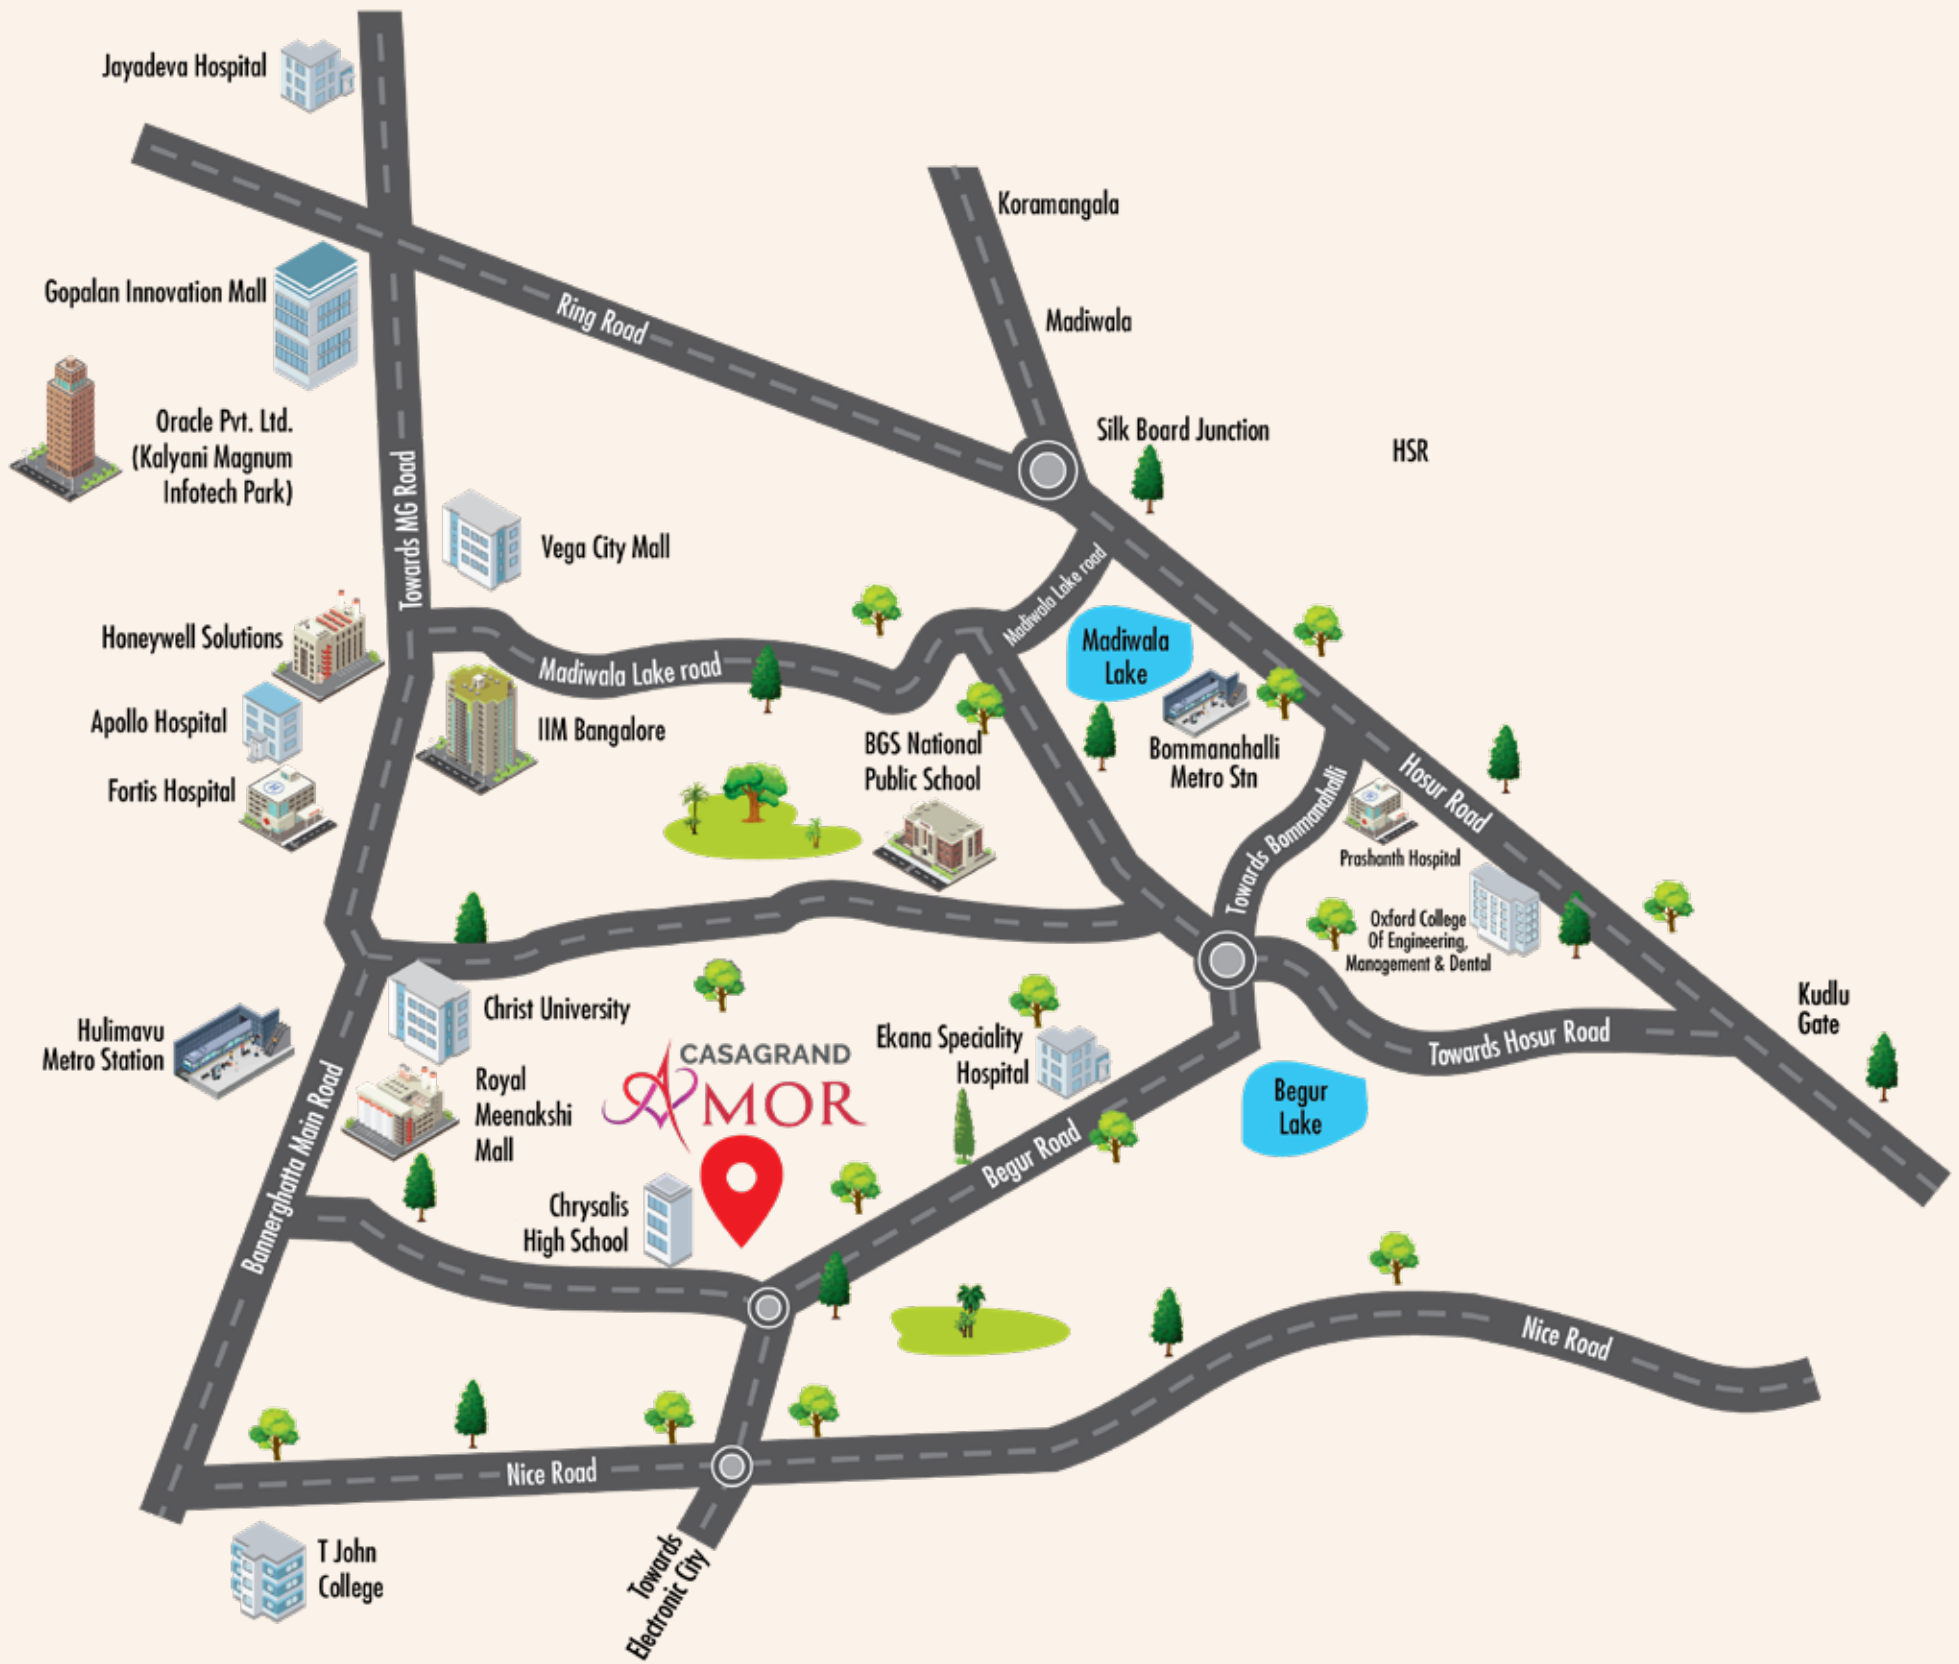 Jayadeva Hospital
Koramangala
Gopalan Innovation Mall
Ring Road
Madiwala
Oracle Pvt. Ltd.
(Kalyani Magnum
Infotech Park)
Towards MG Road
Silk Board Junction
HSR
Vega City Mall
Madiwala Lake road
Honeywell Solutions
Madiwala Lake road
Madiwala
Lake
Apollo Hospital
IIM Bangalore
BGS National
Public School
Bommanahalli
Metro Stn
Fortis Hospital
Towards Bommanahalli
Hosur Road
Prashanth Hospital
Oxford College
Of Engineering,
Management & Dental
Kudlu
Gate
Christ University
Hulimavu
Metro Station
Ekana Speciality
Hospital
Towards Hosur Road
CASAGRAND
AMOR
Royal
Meenakshi
Mall
Begur
Lake
Bannerghatta Main Road
Begur Road
Chrysalis
High School
Nice Road
Nice Road
T John
College
Towards
Electronic City